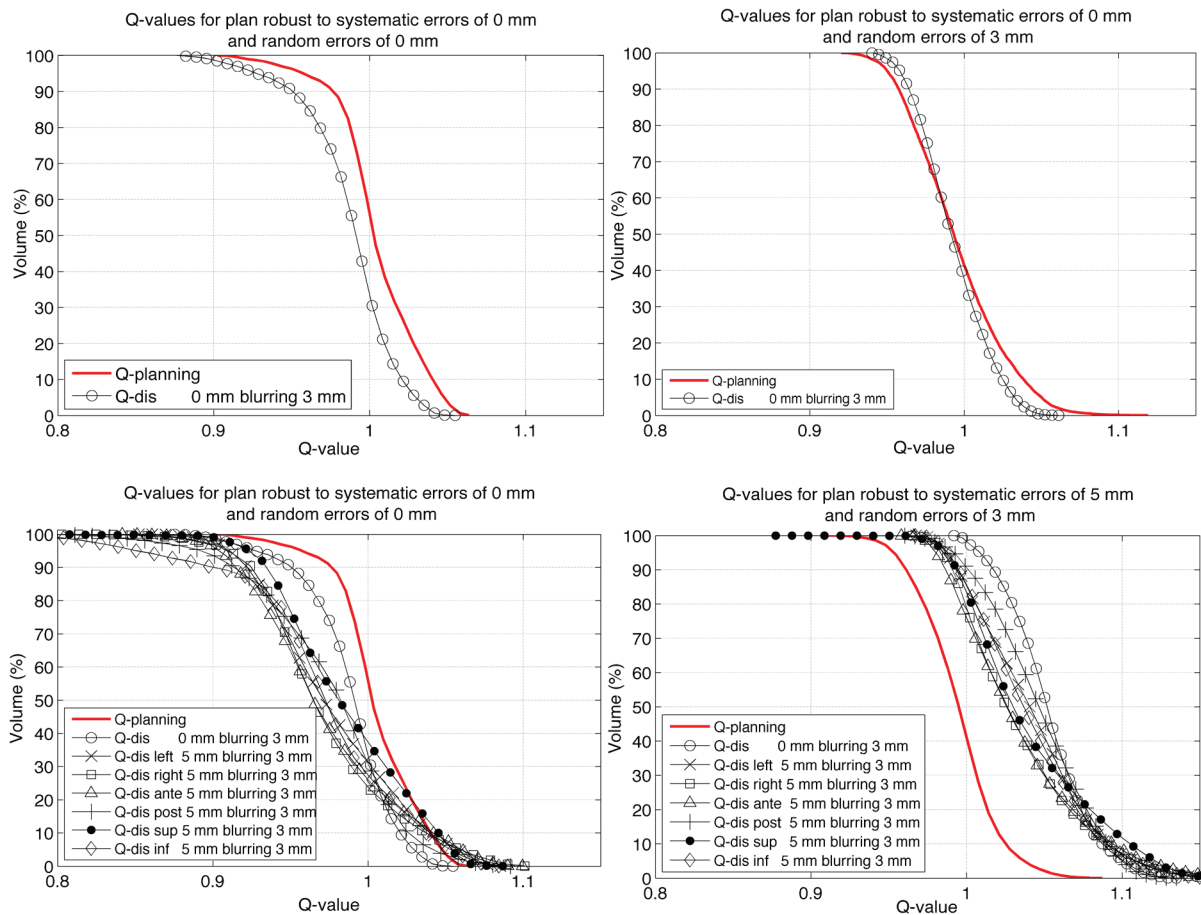 Q-values for plan robust to systematic errors of 0 mm
and random errors of 0 mm
100
90
80
70
60
50
40
30
20
10
0
Volume (%)
Q-planning
Q-dis 0 mm blurring 3 mm
0.8 0.9 1 1.1
Q-value
Q-values for plan robust to systematic errors of 0 mm
and random errors of 3 mm
100
90
80
70
60
50
40
30
20
10
0
Volume (%)
Q-planning
Q-dis 0 mm blurring 3 mm
0.8 0.9 1 1.1
Q-value
Q-values for plan robust to systematic errors of 0 mm
and random errors of 0 mm
100
90
80
70
60
50
40
30
20
10
0
Volume (%)
Q-planning
Q-dis 0 mm blurring 3 mm
Q-dis left 5 mm blurring 3 mm
Q-dis right 5 mm blurring 3 mm
Q-dis ante 5 mm blurring 3 mm
Q-dis post 5 mm blurring 3 mm
Q-dis sup 5 mm blurring 3 mm
Q-dis inf 5 mm blurring 3 mm
0.8 0.9 1 1.1
Q-value
Q-values for plan robust to systematic errors of 5 mm
and random errors of 3 mm
100
90
80
70
60
50
40
30
20
10
0
Volume (%)
Q-planning
Q-dis 0 mm blurring 3 mm
Q-dis left 5 mm blurring 3 mm
Q-dis right 5 mm blurring 3 mm
Q-dis ante 5 mm blurring 3 mm
Q-dis post 5 mm blurring 3 mm
Q-dis sup 5 mm blurring 3 mm
Q-dis inf 5 mm blurring 3 mm
0.8 0.9 1 1.1
Q-value